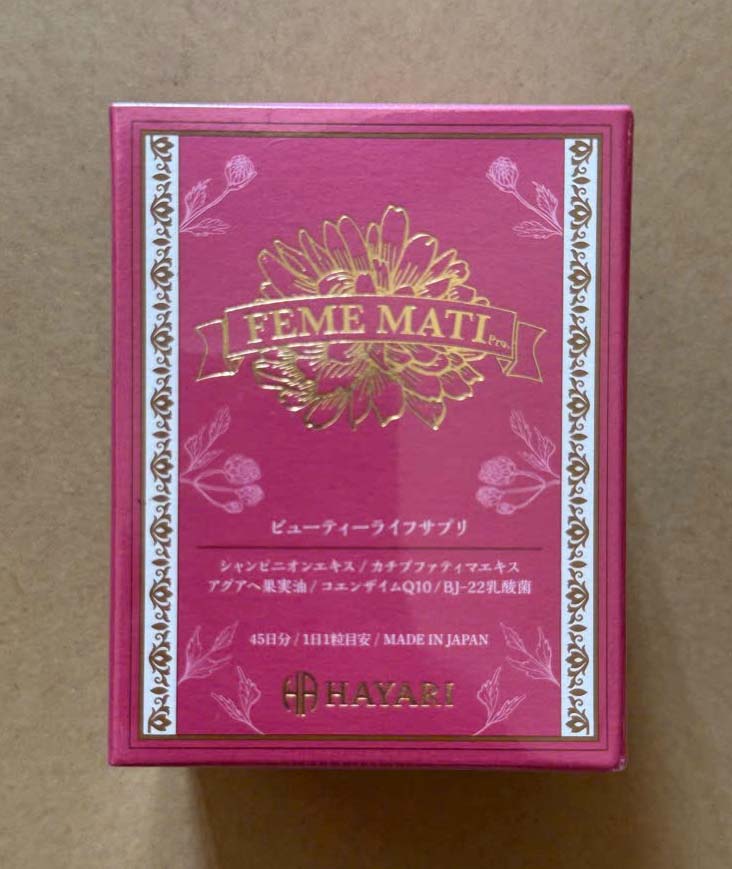 FEME MATI Pro.
ビューティーライフサプリ
シャンピニオンエキス / カチプファティマエキス
アグアヘ果実油 / コエンザイムQ10 / BJ-22乳酸菌
45日分 / 1日1粒目安 / MADE IN JAPAN
HAYARI